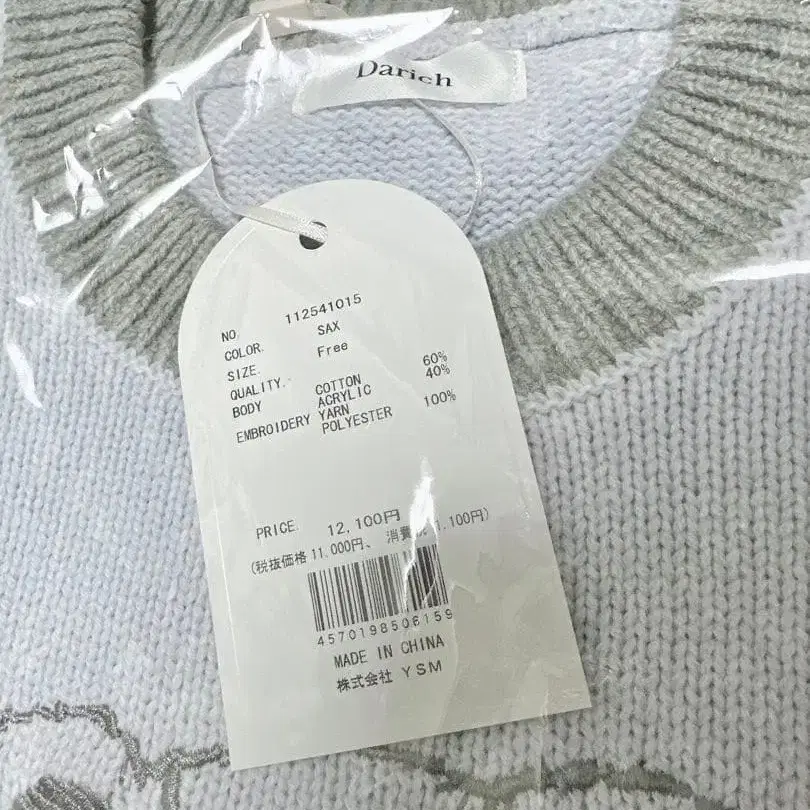 Darich
NO. 112541015
COLOR. SAX
SIZE. Free
QUALITY.
BODY COTTON 60%
ACRYLIC 40%
EMBROIDERY YARN
POLYESTER 100%
PRICE. 12,100円
(税抜価格 11,000円、 消費 1,100円)
4570198506159
MADE IN CHINA
株式会社 YSM